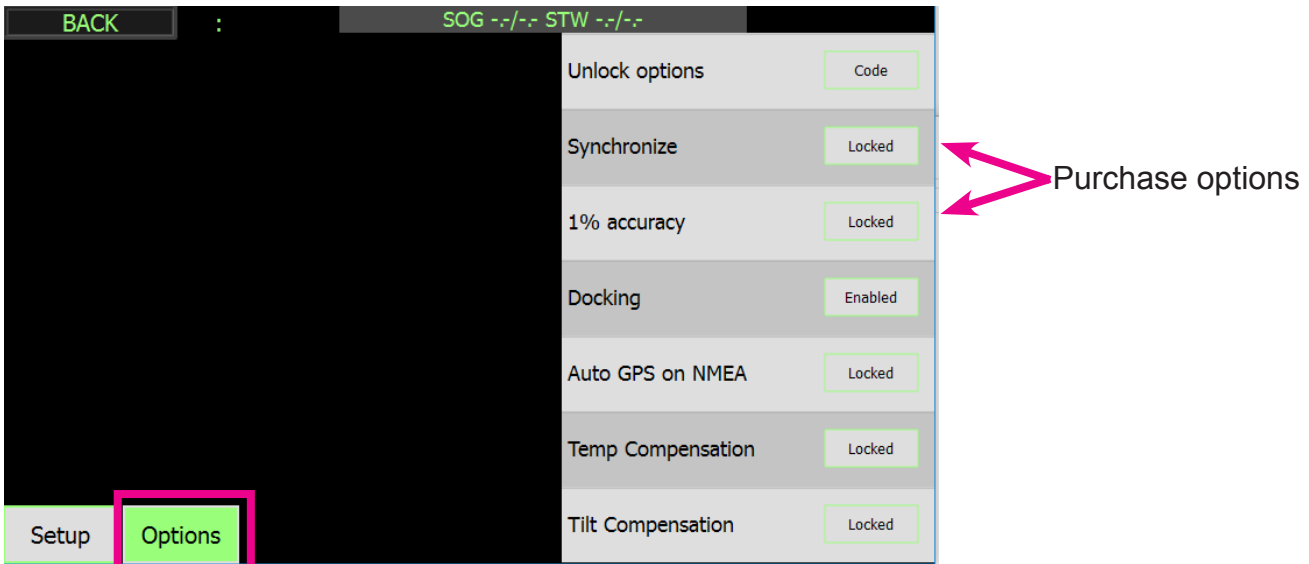 BACK : SOG -.-/-.- STW -.-/-.-
Unlock options Code
Synchronize Locked
Purchase options
1% accuracy Locked
Docking Enabled
Auto GPS on NMEA Locked
Temp Compensation Locked
Tilt Compensation Locked
Setup Options